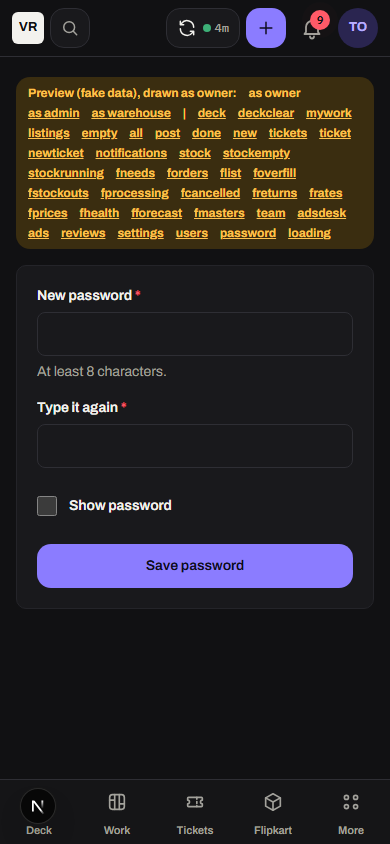 VR
4m
9
TO
Preview (fake data), drawn as owner: as owner
as admin as warehouse | deck deckclear mywork
listings empty all post done new tickets ticket
newticket notifications stock stockempty
stockrunning fneeds forders flist foverfill
fstockouts fprocessing fcancelled freturns frates
fprices fhealth fforecast fmasters team adsdesk
ads reviews settings users password loading
New password *
At least 8 characters.
Type it again *
Show password
Save password
N
Deck Work Tickets Flipkart More